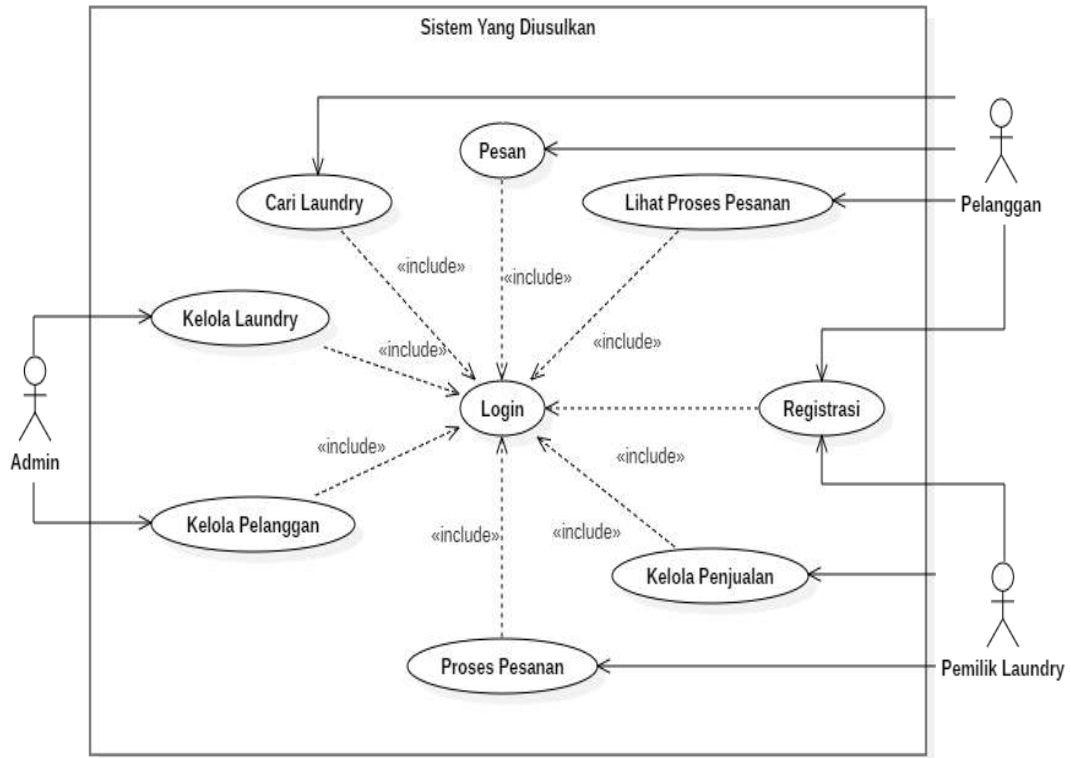 Sistem Yang Diusulkan
Pesan
Cari Laundry
Lihat Proses Pesanan
Pelanggan
«include»
«include»
Kelola Laundry
«include»
«include»
Login
Registrasi
Admin
«include»
«include»
Kelola Pelanggan
«include»
«include»
Kelola Penjualan
Proses Pesanan
Pemilik Laundry